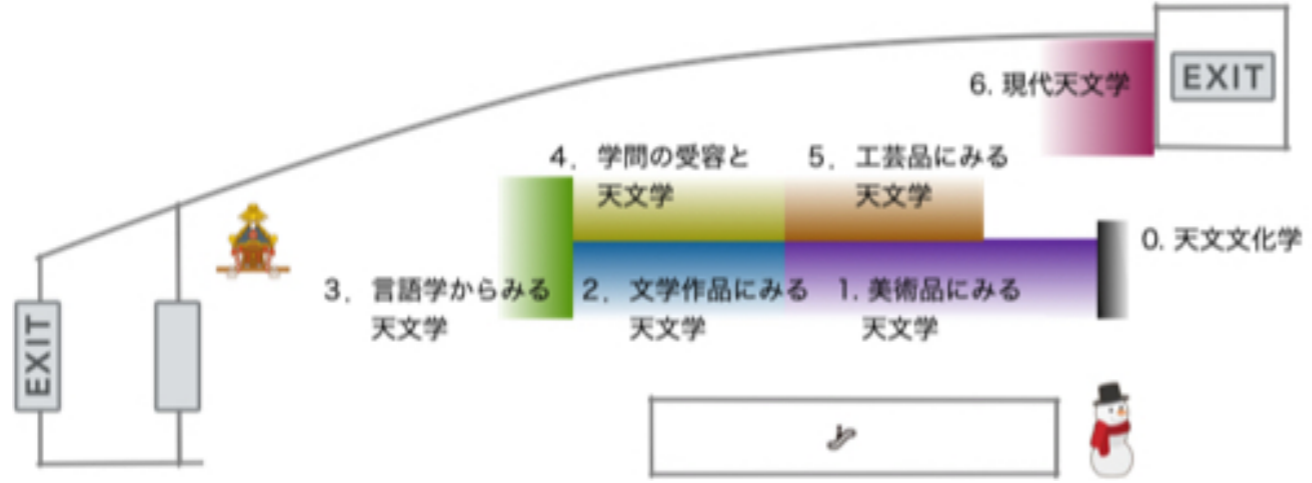 6. 現代天文学
EXIT
4. 学問の受容と
天文学
5. 工芸品にみる
天文学
0. 天文文化学
3. 言語学からみる
天文学
2. 文学作品にみる
天文学
1. 美術品にみる
天文学
EXIT